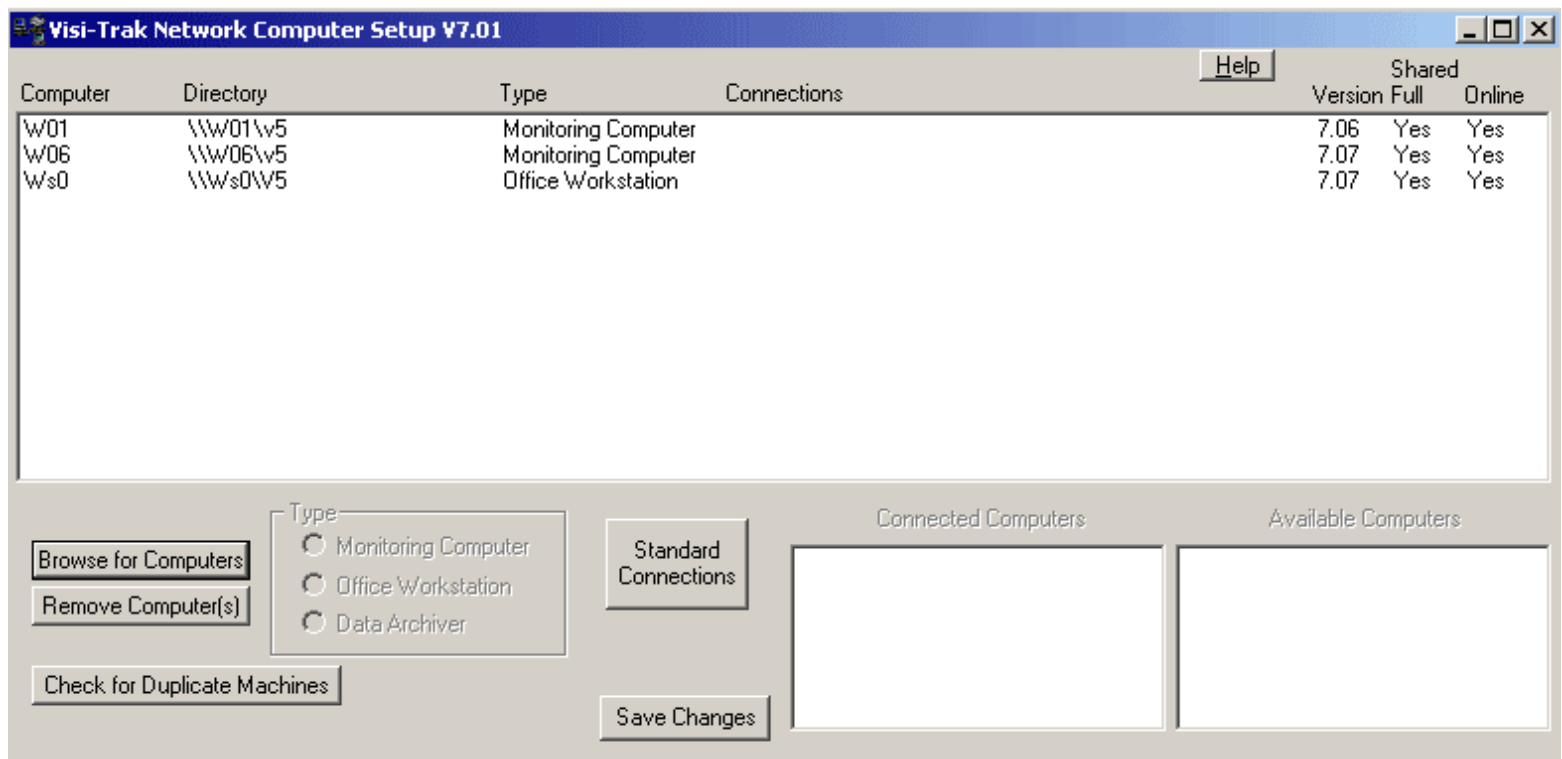 Visi-Trak Network Computer Setup V7.01
Help
Shared
Computer Directory Type Connections Version Full Online
W01 \\W01\v5 Monitoring Computer 7.06 Yes Yes
W06 \\W06\v5 Monitoring Computer 7.07 Yes Yes
Ws0 \\Ws0\V5 Office Workstation 7.07 Yes Yes
Browse for Computers
Remove Computer(s)
Check for Duplicate Machines
Type
Monitoring Computer
Office Workstation
Data Archiver
Standard
Connections
Save Changes
Connected Computers
Available Computers